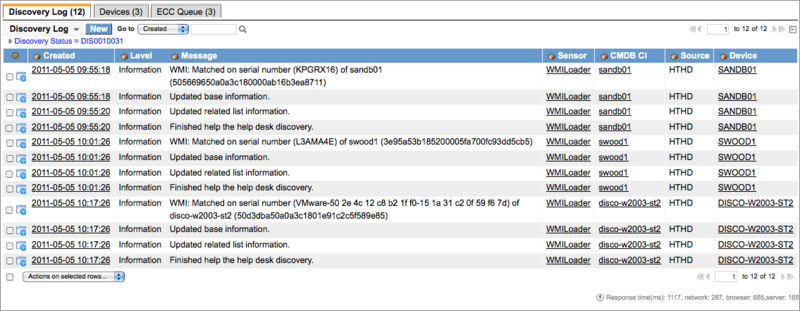 Discovery Log (12) Devices (3) ECC Queue (3)
Discovery Log New Go to Created
1 to 12 of 12
Discovery Status = DIS0010031
Created Level Message Sensor CMDB CI Source Device
2011-05-05 09:55:18 Information WMI: Matched on serial number (KPGRX16) of sandb01 WMILoader sandb01 HTHD SANDB01
(505669650a0a3c180000ab16b3ea8711)
2011-05-05 09:55:18 Information Updated base information. WMILoader sandb01 HTHD SANDB01
2011-05-05 09:55:20 Information Updated related list information. WMILoader sandb01 HTHD SANDB01
2011-05-05 09:55:20 Information Finished help the help desk discovery. WMILoader sandb01 HTHD SANDB01
2011-05-05 10:01:26 Information WMI: Matched on serial number (L3AMA4E) of swood1 (3e95a53b185200005fa700fc93dd5cb5) WMILoader swood1 HTHD SWOOD1
2011-05-05 10:01:26 Information Updated base information. WMILoader swood1 HTHD SWOOD1
2011-05-05 10:01:26 Information Updated related list information. WMILoader swood1 HTHD SWOOD1
2011-05-05 10:01:26 Information Finished help the help desk discovery. WMILoader swood1 HTHD SWOOD1
2011-05-05 10:17:26 Information WMI: Matched on serial number (VMware-50 2e 4c 12 c8 b2 1f f0-15 1a 31 c2 0f 59 f6 7d) of WMILoader disco-w2003-st2 HTHD DISCO-W2003-ST2
disco-w2003-st2 (50d3dba50a0a3c1801e91c2c5f589e85)
2011-05-05 10:17:26 Information Updated base information. WMILoader disco-w2003-st2 HTHD DISCO-W2003-ST2
2011-05-05 10:17:26 Information Updated related list information. WMILoader disco-w2003-st2 HTHD DISCO-W2003-ST2
2011-05-05 10:17:26 Information Finished help the help desk discovery. WMILoader disco-w2003-st2 HTHD DISCO-W2003-ST2
Actions on selected rows... 1 to 12 of 12
Response time(ms): 1117, network: 287, browser: 665,server: 165